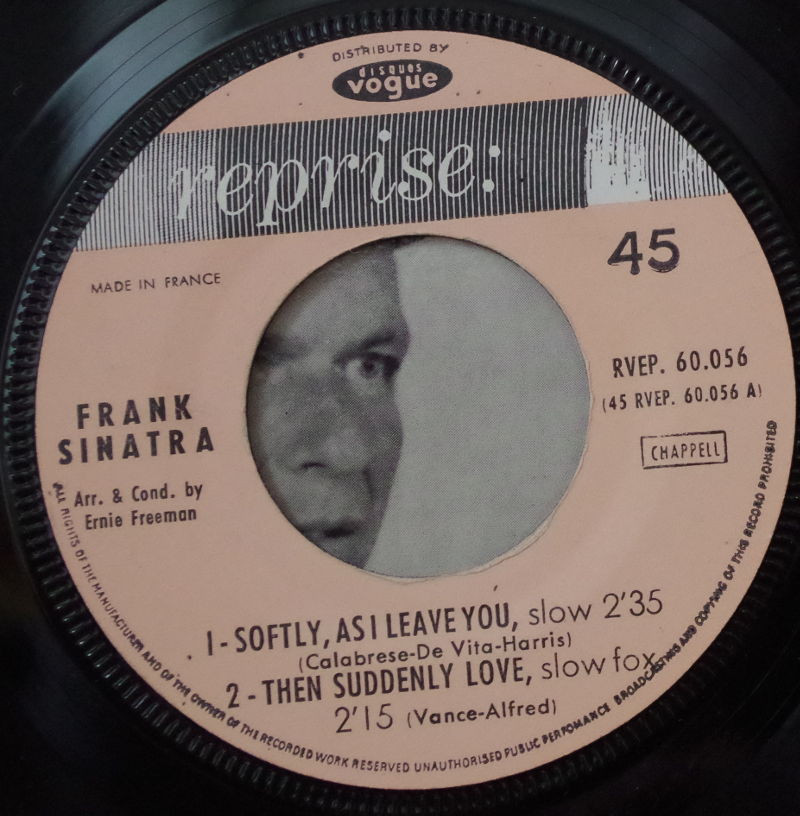 DISTRIBUTED BY
disques
vogue
reprise:
45
MADE IN FRANCE
RVEP. 60.056
(45 RVEP. 60.056 A)
CHAPPELL
FRANK
SINATRA
Arr. & Cond. by
Ernie Freeman
1-SOFTLY, AS I LEAVE YOU, slow 2'35
(Calabrese-De Vita-Harris)
2-THEN SUDDENLY LOVE, slow fox
2'15 (Vance-Alfred)
ALL RIGHTS OF THE MANUFACTURER AND OF THE OWNER OF THE RECORDED WORK RESERVED UNAUTHORISED PUBLIC PERFOMANCE BROADCASTING AND COPYING OF THIS RECORD PROHIBITED